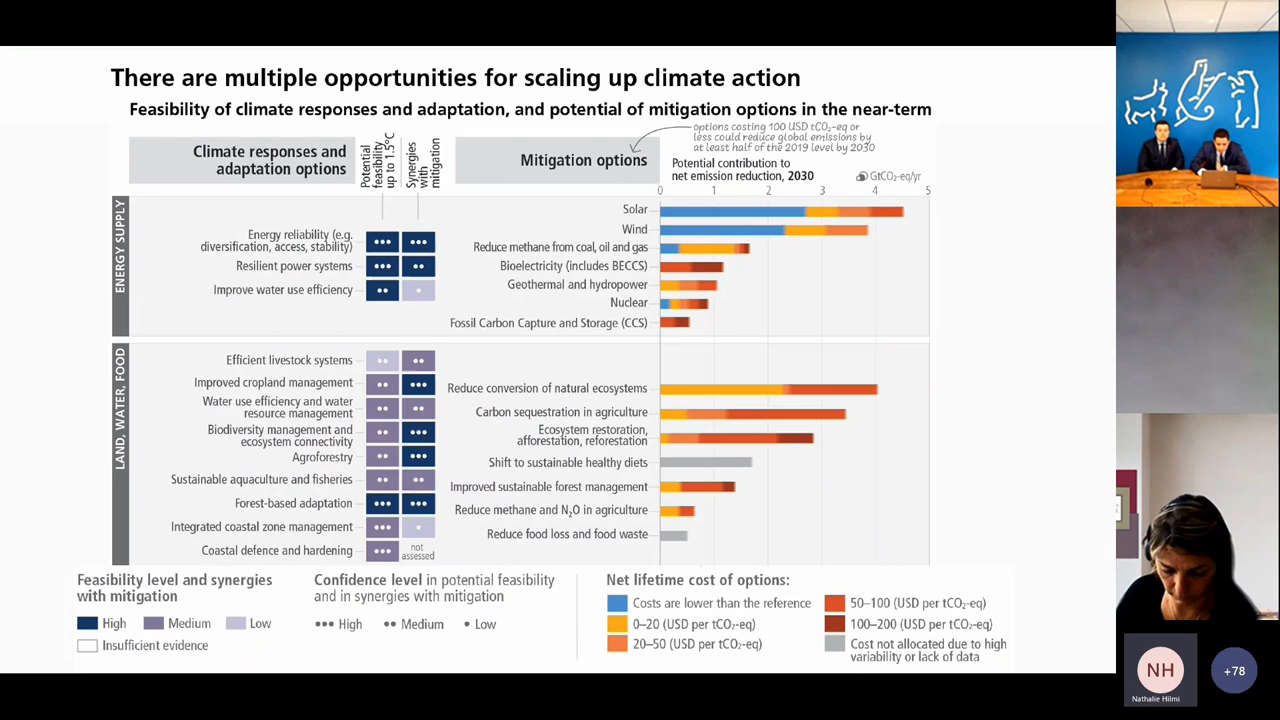 There are multiple opportunities for scaling up climate action
Feasibility of climate responses and adaptation, and potential of mitigation options in the near-term
Climate responses and
adaptation options
Potential
feasibility
up to 1.5°C
Synergies
with
mitigation
Mitigation options
options costing 100 USD tCO₂-eq or
less could reduce global emissions by
at least half of the 2019 level by 2030
Potential contribution to
net emission reduction, 2030
GtCO₂-eq/yr
0 1 2 3 4 5
ENERGY SUPPLY
Energy reliability (e.g.
diversification, access, stability)
Resilient power systems
Improve water use efficiency
Solar
Wind
Reduce methane from coal, oil and gas
Bioelectricity (includes BECCS)
Geothermal and hydropower
Nuclear
Fossil Carbon Capture and Storage (CCS)
LAND, WATER, FOOD
Efficient livestock systems
Improved cropland management
Water use efficiency and water
resource management
Biodiversity management and
ecosystem connectivity
Agroforestry
Sustainable aquaculture and fisheries
Forest-based adaptation
Integrated coastal zone management
Coastal defence and hardening
not
assessed
Reduce conversion of natural ecosystems
Carbon sequestration in agriculture
Ecosystem restoration,
afforestation, reforestation
Shift to sustainable healthy diets
Improved sustainable forest management
Reduce methane and N₂O in agriculture
Reduce food loss and food waste
Feasibility level and synergies
with mitigation
High Medium Low
Insufficient evidence
Confidence level in potential feasibility
and in synergies with mitigation
High Medium Low
Net lifetime cost of options:
Costs are lower than the reference
0–20 (USD per tCO₂-eq)
20–50 (USD per tCO₂-eq)
50–100 (USD per tCO₂-eq)
100–200 (USD per tCO₂-eq)
Cost not allocated due to high
variability or lack of data
NH
Nathalie Hilmi
+78